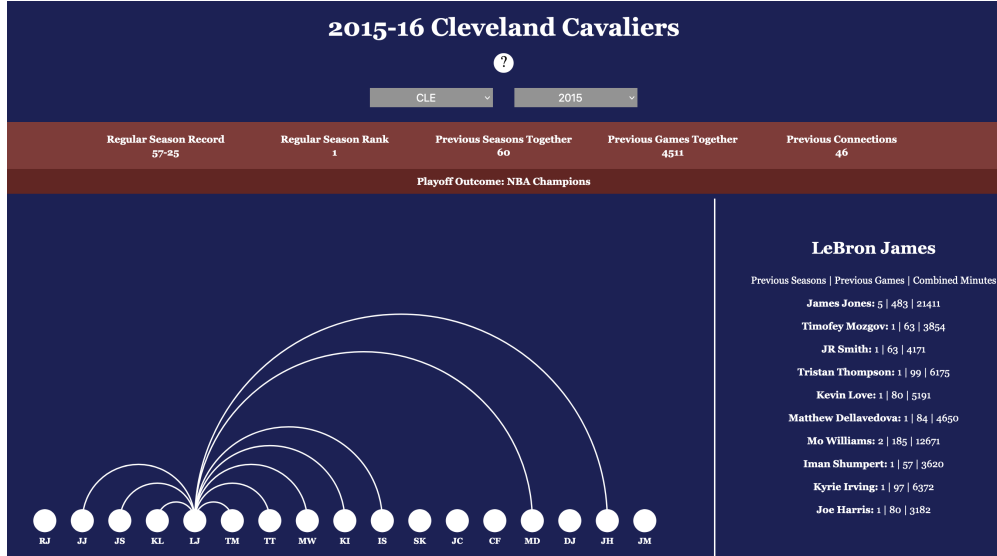 2015-16 Cleveland Cavaliers
?
CLE 2015
Regular Season Record Regular Season Rank Previous Seasons Together Previous Games Together Previous Connections
57-25 1 60 4511 46
Playoff Outcome: NBA Champions
LeBron James
Previous Seasons | Previous Games | Combined Minutes
James Jones: 5 | 483 | 21411
Timofey Mozgov: 1 | 63 | 3854
JR Smith: 1 | 63 | 4171
Tristan Thompson: 1 | 99 | 6175
Kevin Love: 1 | 80 | 5191
Matthew Dellavedova: 1 | 84 | 4650
Mo Williams: 2 | 185 | 12671
Iman Shumpert: 1 | 57 | 3620
Kyrie Irving: 1 | 97 | 6372
Joe Harris: 1 | 80 | 3182
RJ JJ JS KL LJ TM TT MW KI IS SK JC CF MD DJ JH JM